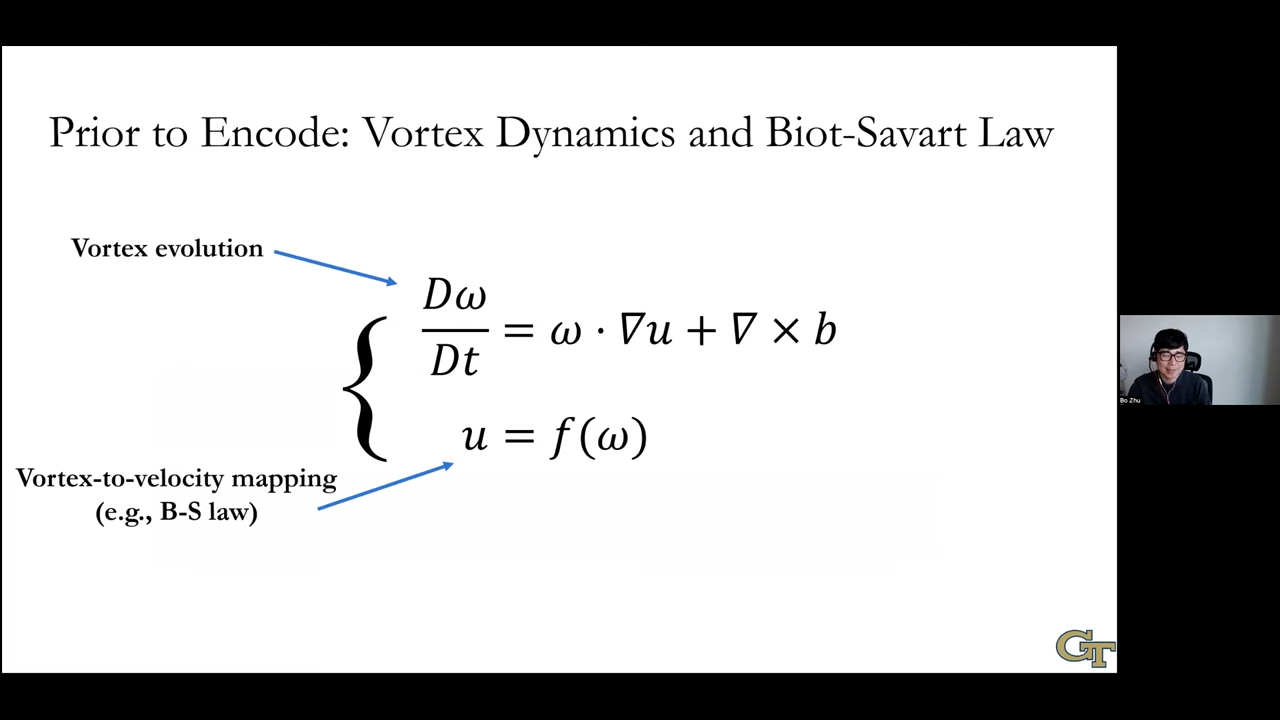 Prior to Encode: Vortex Dynamics and Biot-Savart Law
Vortex evolution
Dω/Dt = ω · ∇u + ∇ × b
u = f(ω)
Vortex-to-velocity mapping
(e.g., B-S law)
Bo Zhu
GT